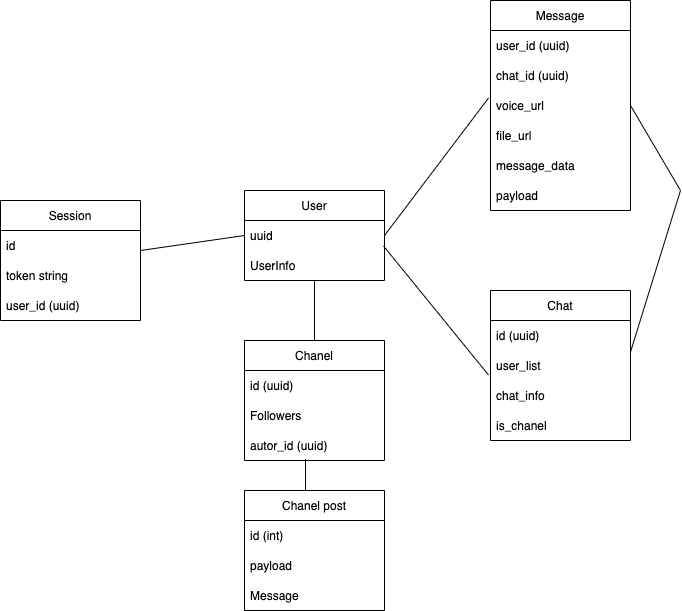 Message
user_id (uuid)
chat_id (uuid)
voice_url
file_url
message_data
payload
Session
id
token string
user_id (uuid)
User
uuid
UserInfo
Chat
id (uuid)
user_list
chat_info
is_chanel
Chanel
id (uuid)
Followers
autor_id (uuid)
Chanel post
id (int)
payload
Message